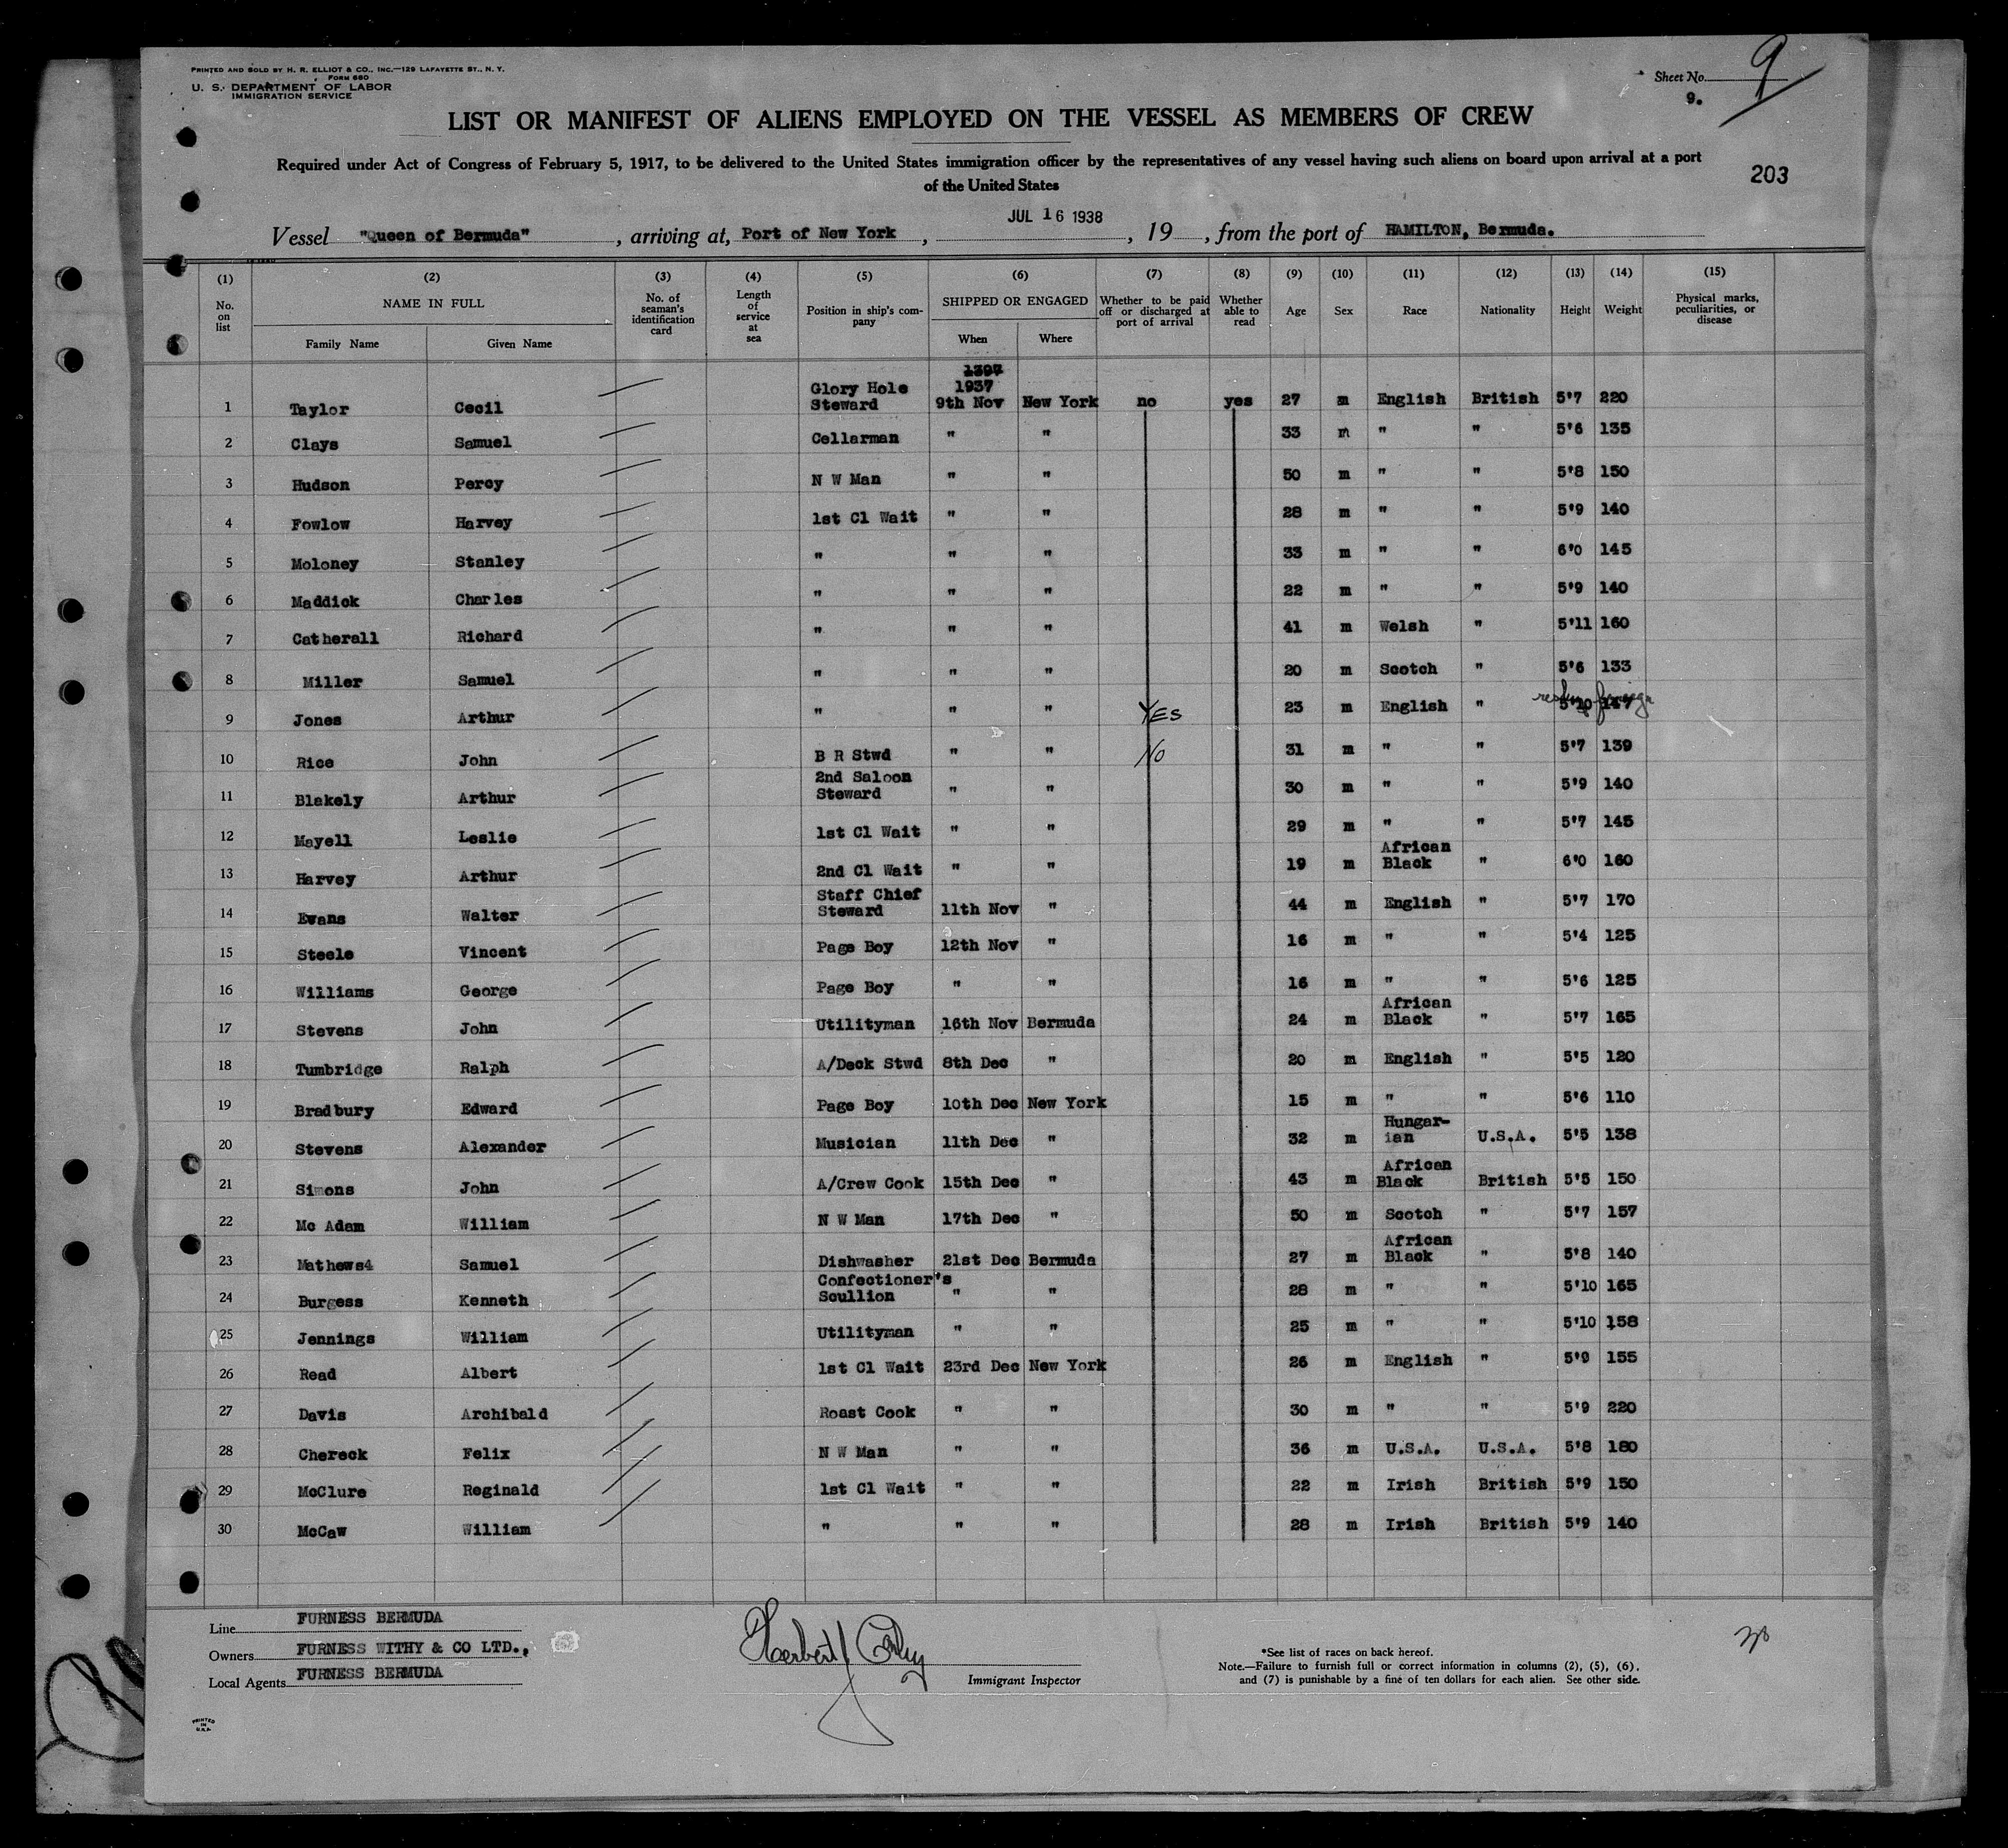 PRINTED AND SOLD BY H. R. ELLIOT & CO., INC.—129 LAFAYETTE ST., N. Y.
FORM 680
U. S. DEPARTMENT OF LABOR
IMMIGRATION SERVICE
Sheet No. 9
9.
LIST OR MANIFEST OF ALIENS EMPLOYED ON THE VESSEL AS MEMBERS OF CREW
Required under Act of Congress of February 5, 1917, to be delivered to the United States immigration officer by the representatives of any vessel having such aliens on board upon arrival at a port
of the United States
203
JUL 16 1938
Vessel "Queen of Bermuda", arriving at, Port of New York, , 19 , from the port of HAMILTON, Bermuda.
(1) (2) (3) (4) (5) (6) (7) (8) (9) (10) (11) (12) (13) (14) (15)
No. on list NAME IN FULL Family Name Given Name No. of seaman's identification card Length of service at sea Position in ship's company SHIPPED OR ENGAGED When Where Whether to be paid off or discharged at port of arrival Whether able to read Age Sex Race Nationality Height Weight Physical marks, peculiarities, or disease
1397
1937
1 Taylor Cecil Glory Hole Steward 9th Nov New York no yes 27 m English British 5'7 220
2 Clays Samuel Cellarman " " 33 m " " 5'6 135
3 Hudson Percy N W Man " " 50 m " " 5'8 150
4 Fowlow Harvey 1st Cl Wait " " 28 m " " 5'9 140
5 Moloney Stanley " " " 33 m " " 6'0 145
6 Maddick Charles " " " 22 m " " 5'9 140
7 Catherall Richard " " " 41 m Welsh " 5'11 160
8 Miller Samuel " " " 20 m Scotch " 5'6 133
9 Jones Arthur " " " YES 23 m English " 5'10 147
10 Rice John B R Stwd " " No 31 m " " 5'7 139
11 Blakely Arthur 2nd Saloon Steward " " 30 m " " 5'9 140
12 Mayell Leslie 1st Cl Wait " " 29 m " " 5'7 145
13 Harvey Arthur 2nd Cl Wait " " 19 m African Black " 6'0 160
14 Evans Walter Staff Chief Steward 11th Nov " 44 m English " 5'7 170
15 Steele Vincent Page Boy 12th Nov " 16 m " " 5'4 125
16 Williams George Page Boy " " 16 m " " 5'6 125
17 Stevens John Utilityman 16th Nov Bermuda 24 m African Black " 5'7 165
18 Tumbridge Ralph A/Deck Stwd 8th Dec " 20 m English " 5'5 120
19 Bradbury Edward Page Boy 10th Dec New York 15 m " " 5'6 110
20 Stevens Alexander Musician 11th Dec " 32 m Hungar-ian U.S.A. 5'5 138
21 Simons John A/Crew Cook 15th Dec " 43 m African Black British 5'5 150
22 Mc Adam William N W Man 17th Dec " 50 m Scotch " 5'7 157
23 Mathews4 Samuel Dishwasher 21st Dec Bermuda 27 m African Black " 5'8 140
24 Burgess Kenneth Confectioner's Scullion " " 28 m " " 5'10 165
25 Jennings William Utilityman " " 25 m " " 5'10 158
26 Read Albert 1st Cl Wait 23rd Dec New York 26 m English " 5'9 155
27 Davis Archibald Roast Cook " " 30 m " " 5'9 220
28 Chereck Felix N W Man " " 36 m U.S.A. U.S.A. 5'8 180
29 McClure Reginald 1st Cl Wait " " 22 m Irish British 5'9 150
30 McCaw William " " " 28 m Irish British 5'9 140
Line FURNESS BERMUDA
Owners FURNESS WITHY & CO LTD.,
Local Agents FURNESS BERMUDA
Herbert J
Immigrant Inspector
*See list of races on back hereof.
Note.—Failure to furnish full or correct information in columns (2), (5), (6),
and (7) is punishable by a fine of ten dollars for each alien. See other side.
30
PRINTED
IN
U.S.A.